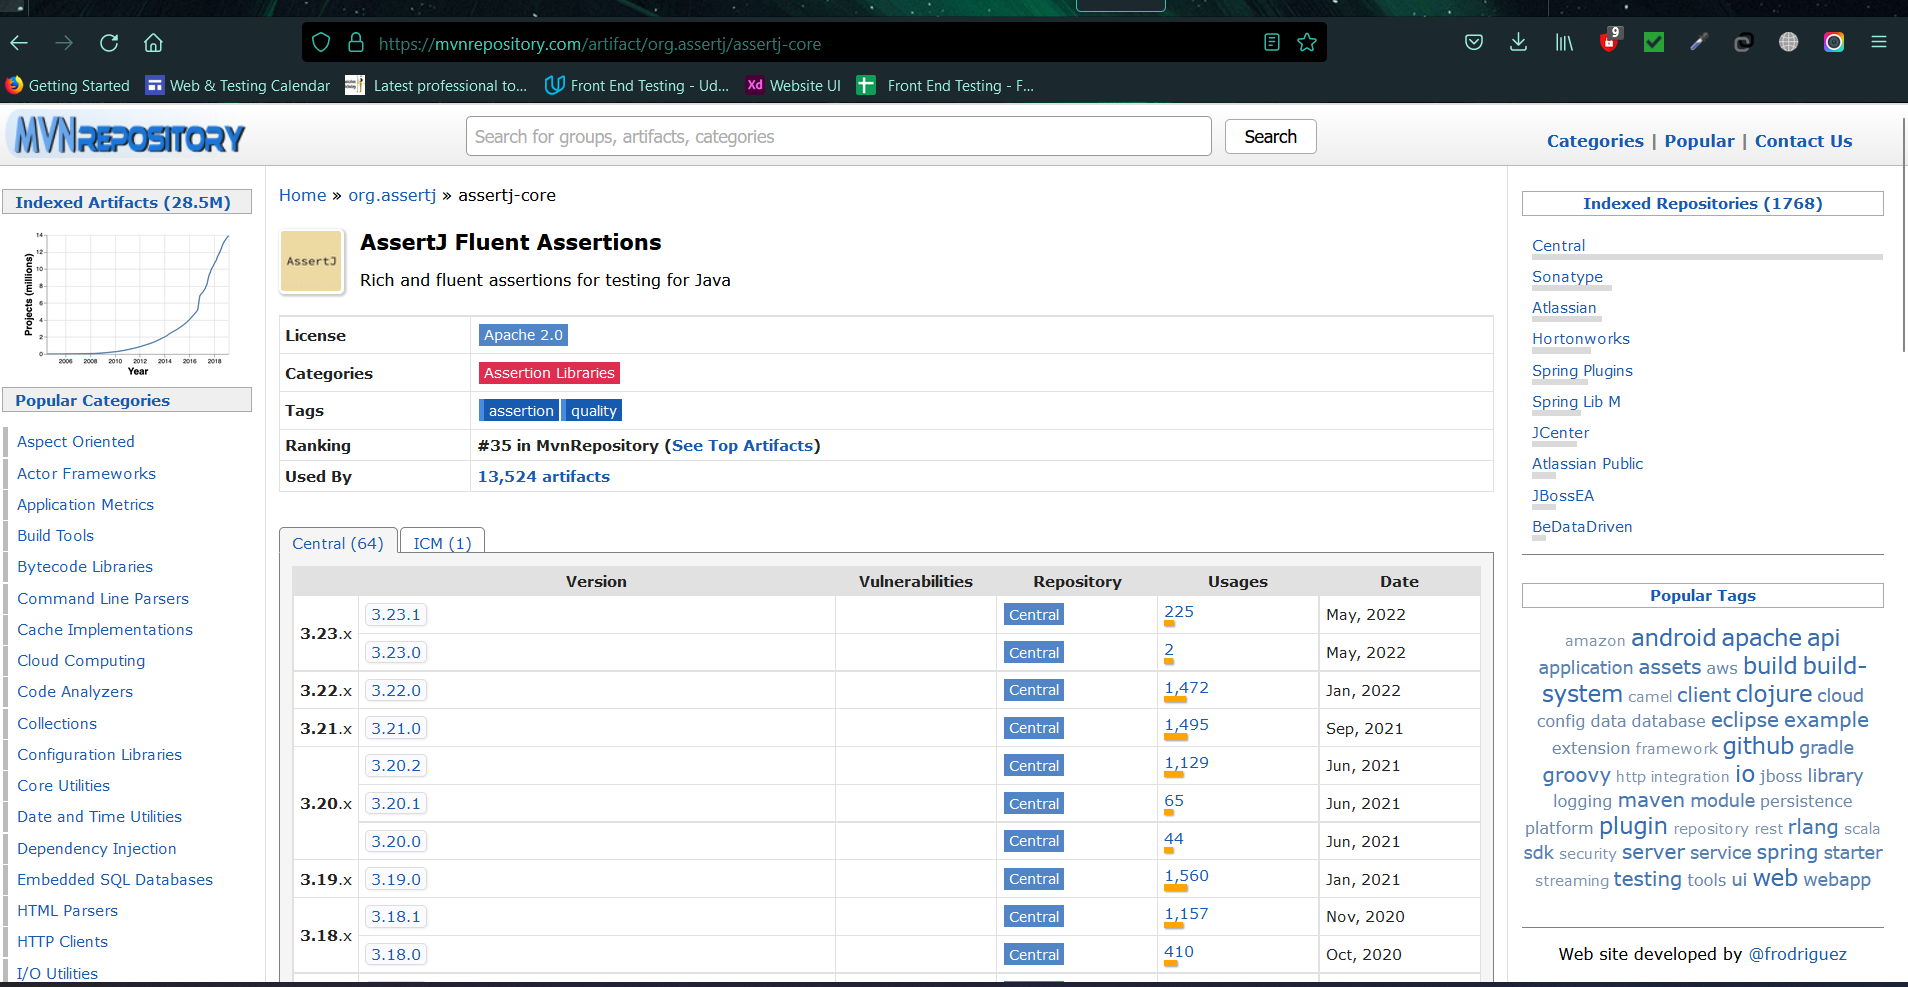 https://mvnrepository.com/artifact/org.assertj/assertj-core
9
Getting Started
Web & Testing Calendar
Latest professional to...
Front End Testing - Ud...
Xd Website UI
Front End Testing - F...
MVNREPOSITORY
Search for groups, artifacts, categories
Search
Categories | Popular | Contact Us
Indexed Artifacts (28.5M)
Projects (millions)
14
12
10
8
6
4
2
0
2006 2008 2010 2012 2014 2016 2018
Year
Popular Categories
Aspect Oriented
Actor Frameworks
Application Metrics
Build Tools
Bytecode Libraries
Command Line Parsers
Cache Implementations
Cloud Computing
Code Analyzers
Collections
Configuration Libraries
Core Utilities
Date and Time Utilities
Dependency Injection
Embedded SQL Databases
HTML Parsers
HTTP Clients
I/O Utilities
Home » org.assertj » assertj-core
AssertJ
AssertJ Fluent Assertions
Rich and fluent assertions for testing for Java
License Apache 2.0
Categories Assertion Libraries
Tags assertion quality
Ranking #35 in MvnRepository (See Top Artifacts)
Used By 13,524 artifacts
Central (64) ICM (1)
Version Vulnerabilities Repository Usages Date
3.23.x 3.23.1 Central 225 May, 2022
3.23.0 Central 2 May, 2022
3.22.x 3.22.0 Central 1,472 Jan, 2022
3.21.x 3.21.0 Central 1,495 Sep, 2021
3.20.x 3.20.2 Central 1,129 Jun, 2021
3.20.1 Central 65 Jun, 2021
3.20.0 Central 44 Jun, 2021
3.19.x 3.19.0 Central 1,560 Jan, 2021
3.18.x 3.18.1 Central 1,157 Nov, 2020
3.18.0 Central 410 Oct, 2020
Indexed Repositories (1768)
Central
Sonatype
Atlassian
Hortonworks
Spring Plugins
Spring Lib M
JCenter
Atlassian Public
JBossEA
BeDataDriven
Popular Tags
amazon android apache api
application assets aws build build-
system camel client clojure cloud
config data database eclipse example
extension framework github gradle
groovy http integration io jboss library
logging maven module persistence
platform plugin repository rest rlang scala
sdk security server service spring starter
streaming testing tools ui web webapp
Web site developed by @frodriguez